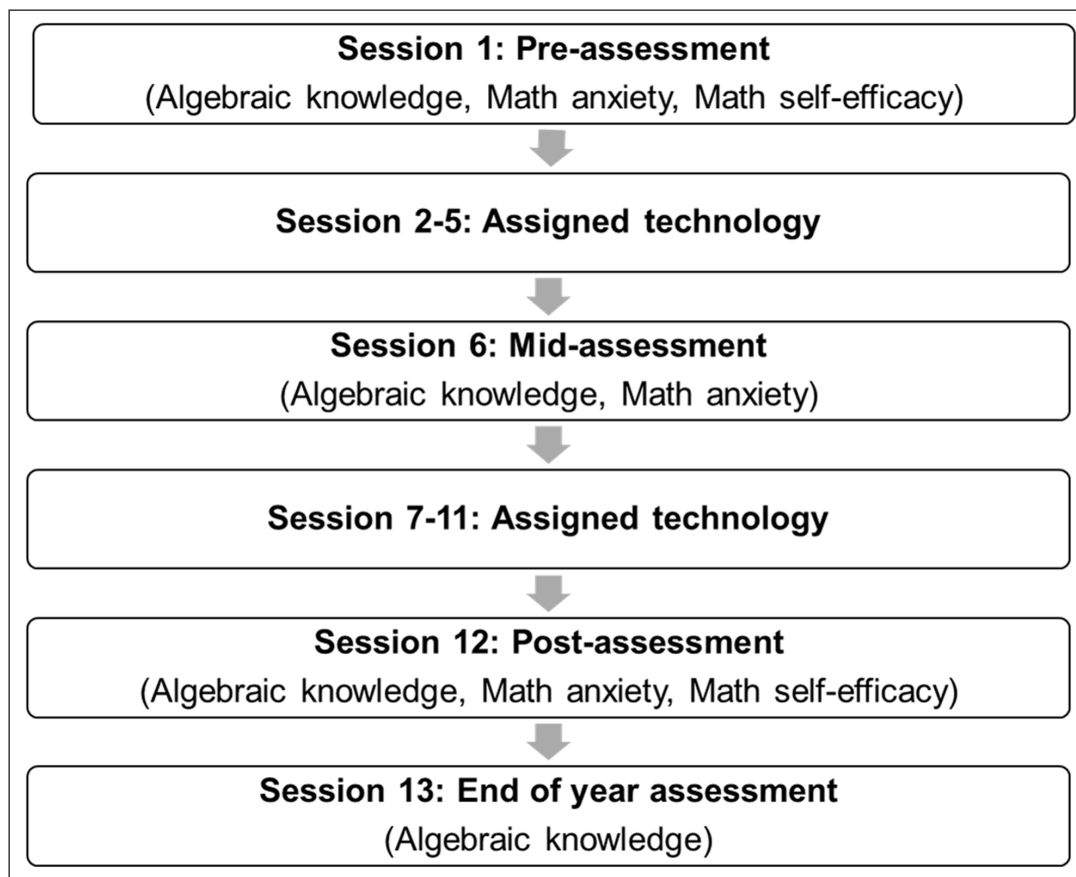 Session 1: Pre-assessment
(Algebraic knowledge, Math anxiety, Math self-efficacy)
Session 2-5: Assigned technology
Session 6: Mid-assessment
(Algebraic knowledge, Math anxiety)
Session 7-11: Assigned technology
Session 12: Post-assessment
(Algebraic knowledge, Math anxiety, Math self-efficacy)
Session 13: End of year assessment
(Algebraic knowledge)